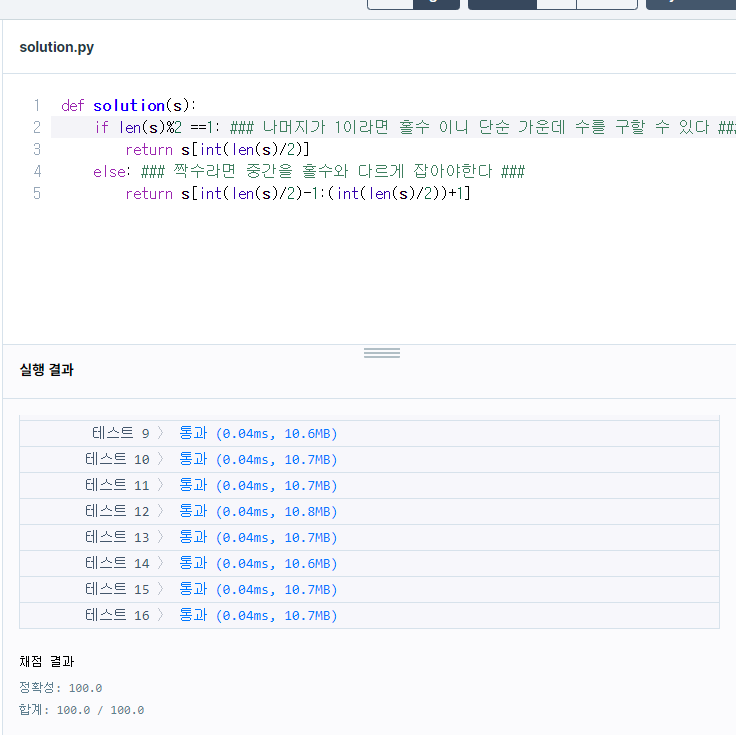 solution.py
1 def solution(s):
2 if len(s)%2 ==1: ### 나머지가 1이라면 홀수 이니 단순 가운데 수를 구할 수 있다 ###
3 return s[int(len(s)/2)]
4 else: ### 짝수라면 중간을 홀수와 다르게 잡아야한다 ###
5 return s[int(len(s)/2)-1:(int(len(s)/2))+1]
실행 결과
테스트 9 〉 통과 (0.04ms, 10.6MB)
테스트 10 〉 통과 (0.04ms, 10.7MB)
테스트 11 〉 통과 (0.04ms, 10.7MB)
테스트 12 〉 통과 (0.04ms, 10.8MB)
테스트 13 〉 통과 (0.04ms, 10.7MB)
테스트 14 〉 통과 (0.04ms, 10.6MB)
테스트 15 〉 통과 (0.04ms, 10.7MB)
테스트 16 〉 통과 (0.04ms, 10.7MB)
채점 결과
정확성: 100.0
합계: 100.0 / 100.0